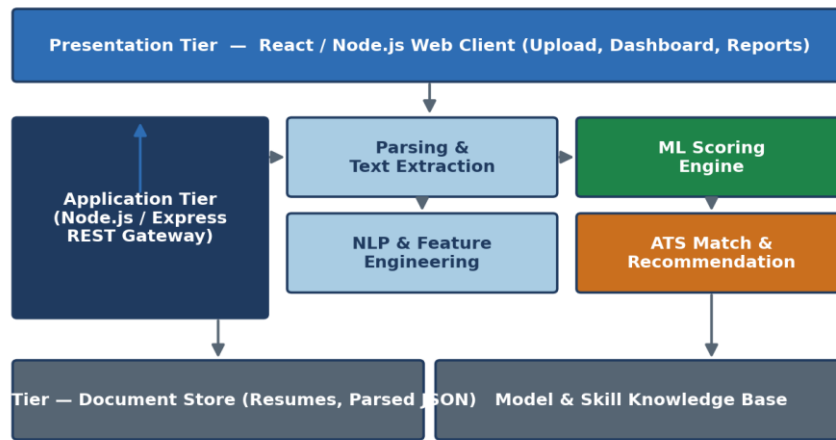 Presentation Tier — React / Node.js Web Client (Upload, Dashboard, Reports)
Application Tier
(Node.js / Express
REST Gateway)
Parsing &
Text Extraction
ML Scoring
Engine
NLP & Feature
Engineering
ATS Match &
Recommendation
Tier — Document Store (Resumes, Parsed JSON)
Model & Skill Knowledge Base